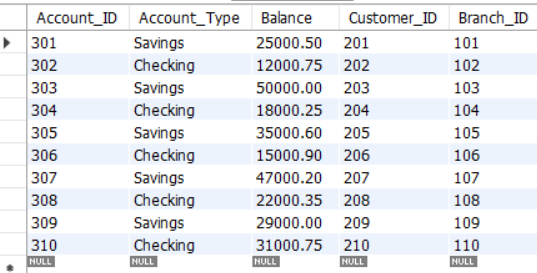 Account_ID Account_Type Balance Customer_ID Branch_ID
301 Savings 25000.50 201 101
302 Checking 12000.75 202 102
303 Savings 50000.00 203 103
304 Checking 18000.25 204 104
305 Savings 35000.60 205 105
306 Checking 15000.90 206 106
307 Savings 47000.20 207 107
308 Checking 22000.35 208 108
309 Savings 29000.00 209 109
310 Checking 31000.75 210 110
NULL NULL NULL NULL NULL